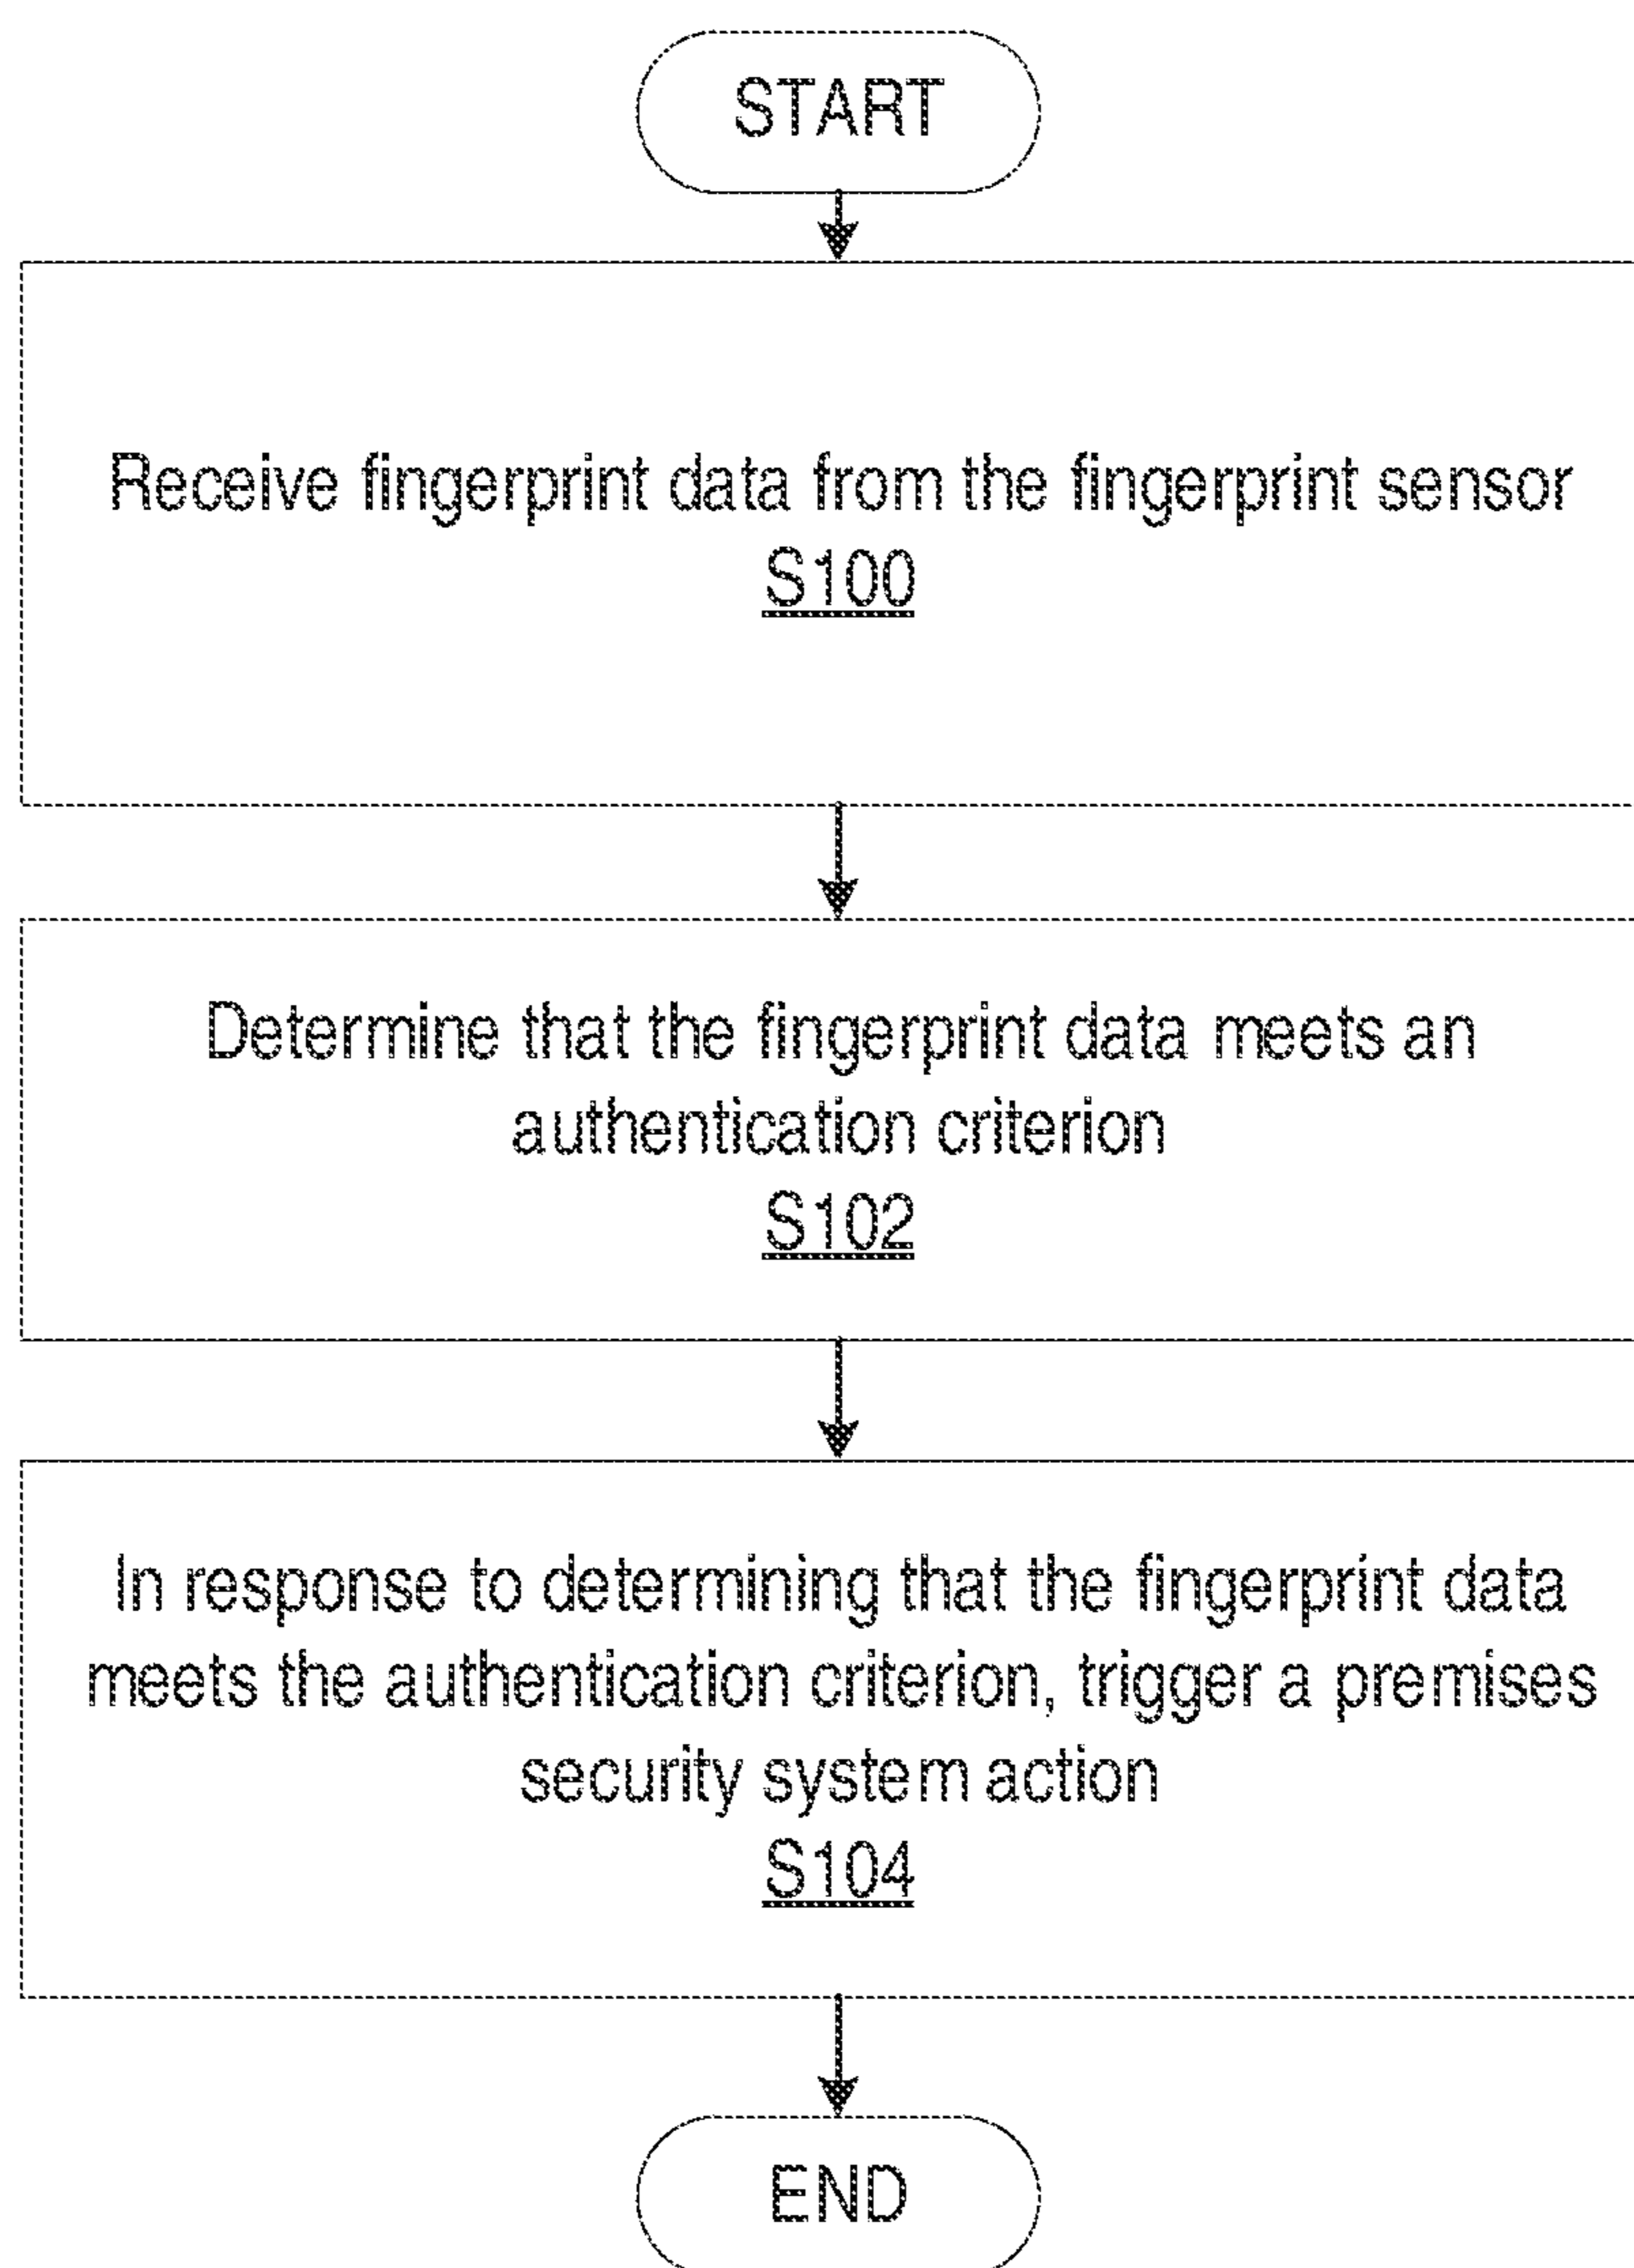 START
Receive fingerprint data from the fingerprint sensor
S100
Determine that the fingerprint data meets an
authentication criterion
S102
In response to determining that the fingerprint data
meets the authentication criterion, trigger a premises
security system action
S104
END